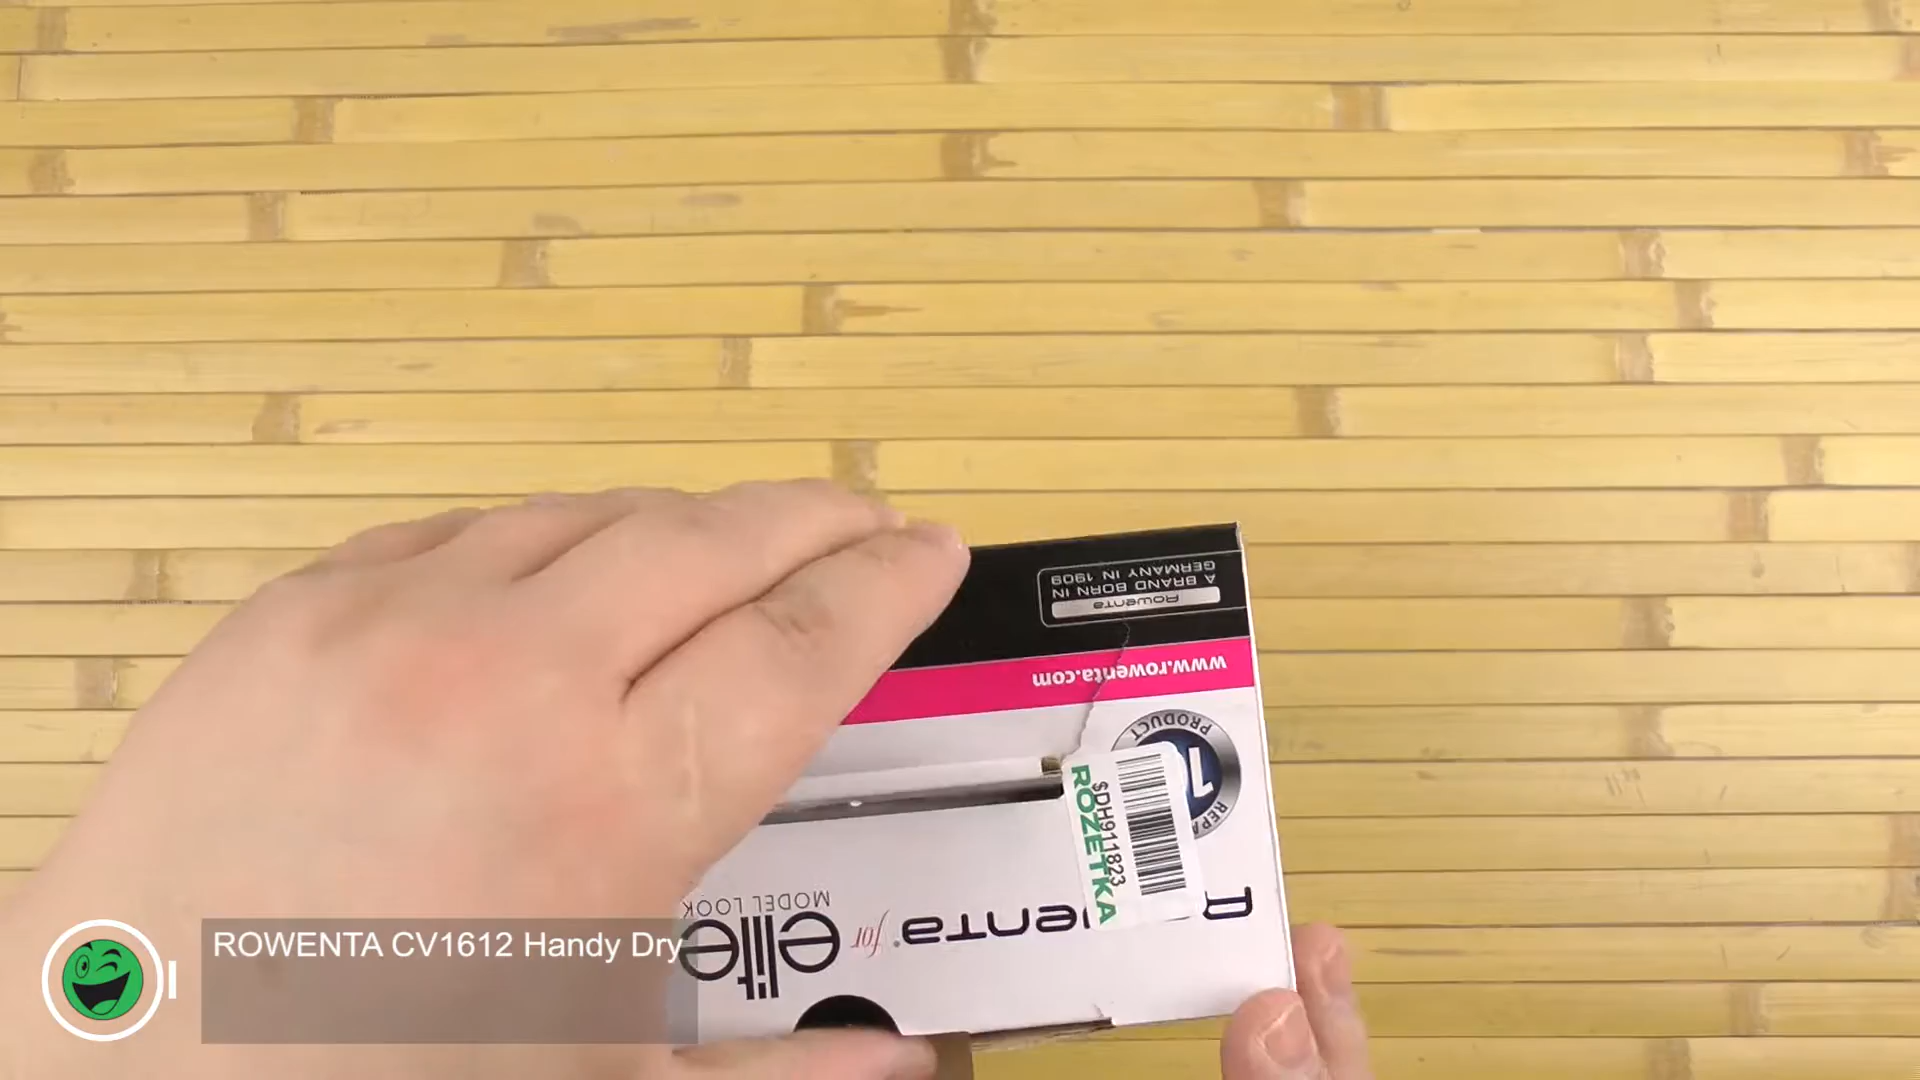 A BRAND BORN IN
GERMANY IN 1909
Rowenta
www.rowenta.com
PRODUCT
10
ROZETKA
$DH911823
Rowenta for
elite
MODEL LOOK
ROWENTA CV1612 Handy Dry